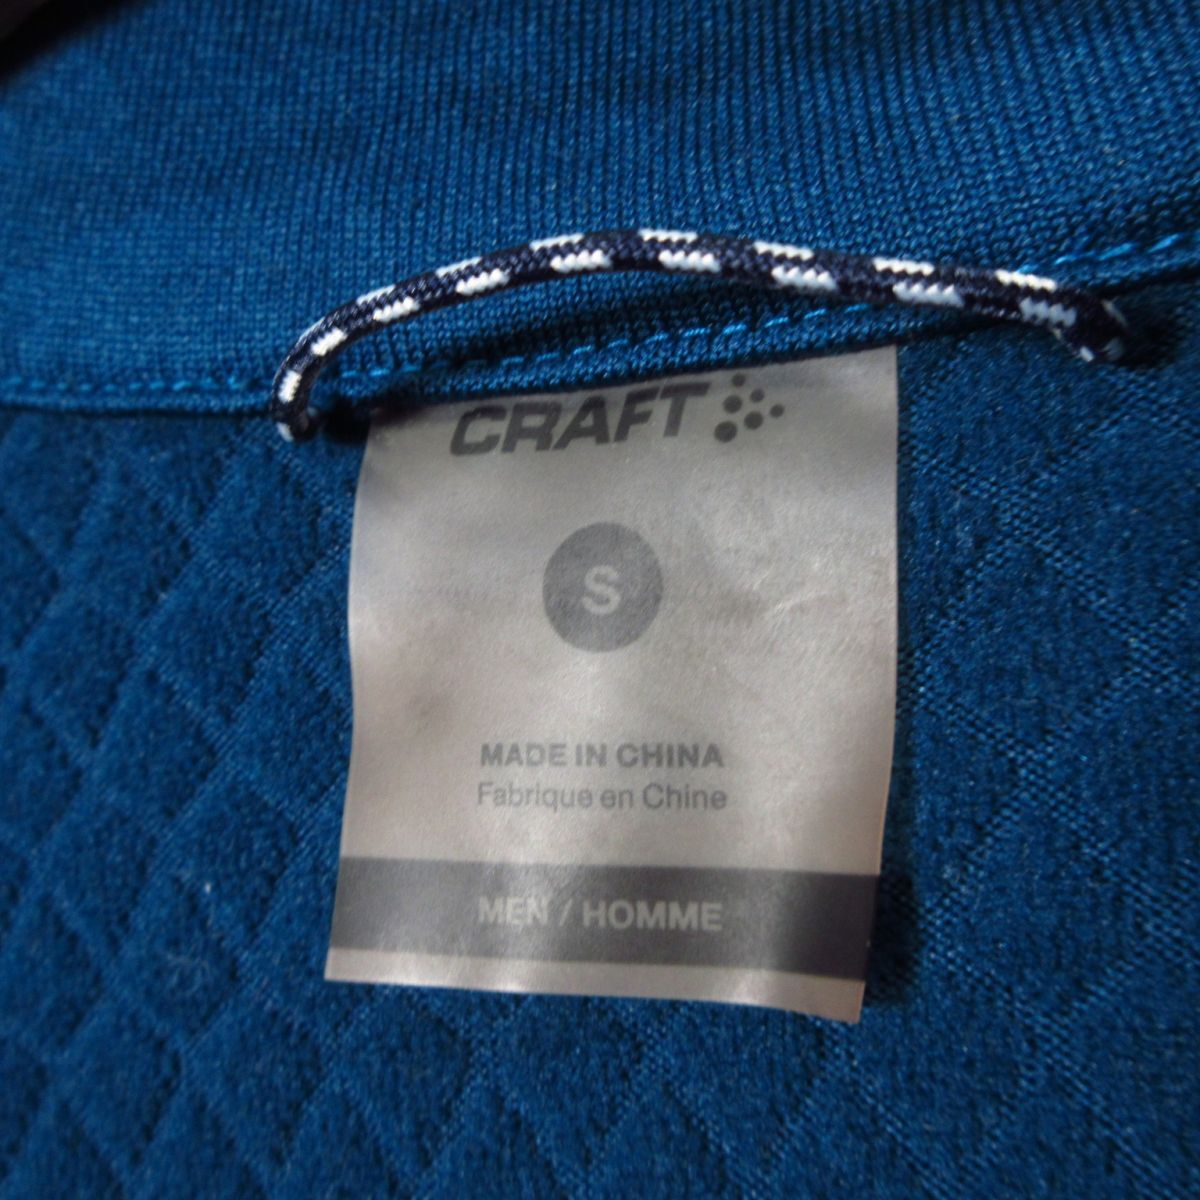 CRAFT
S
MADE IN CHINA
Fabrique en Chine
MEN / HOMME